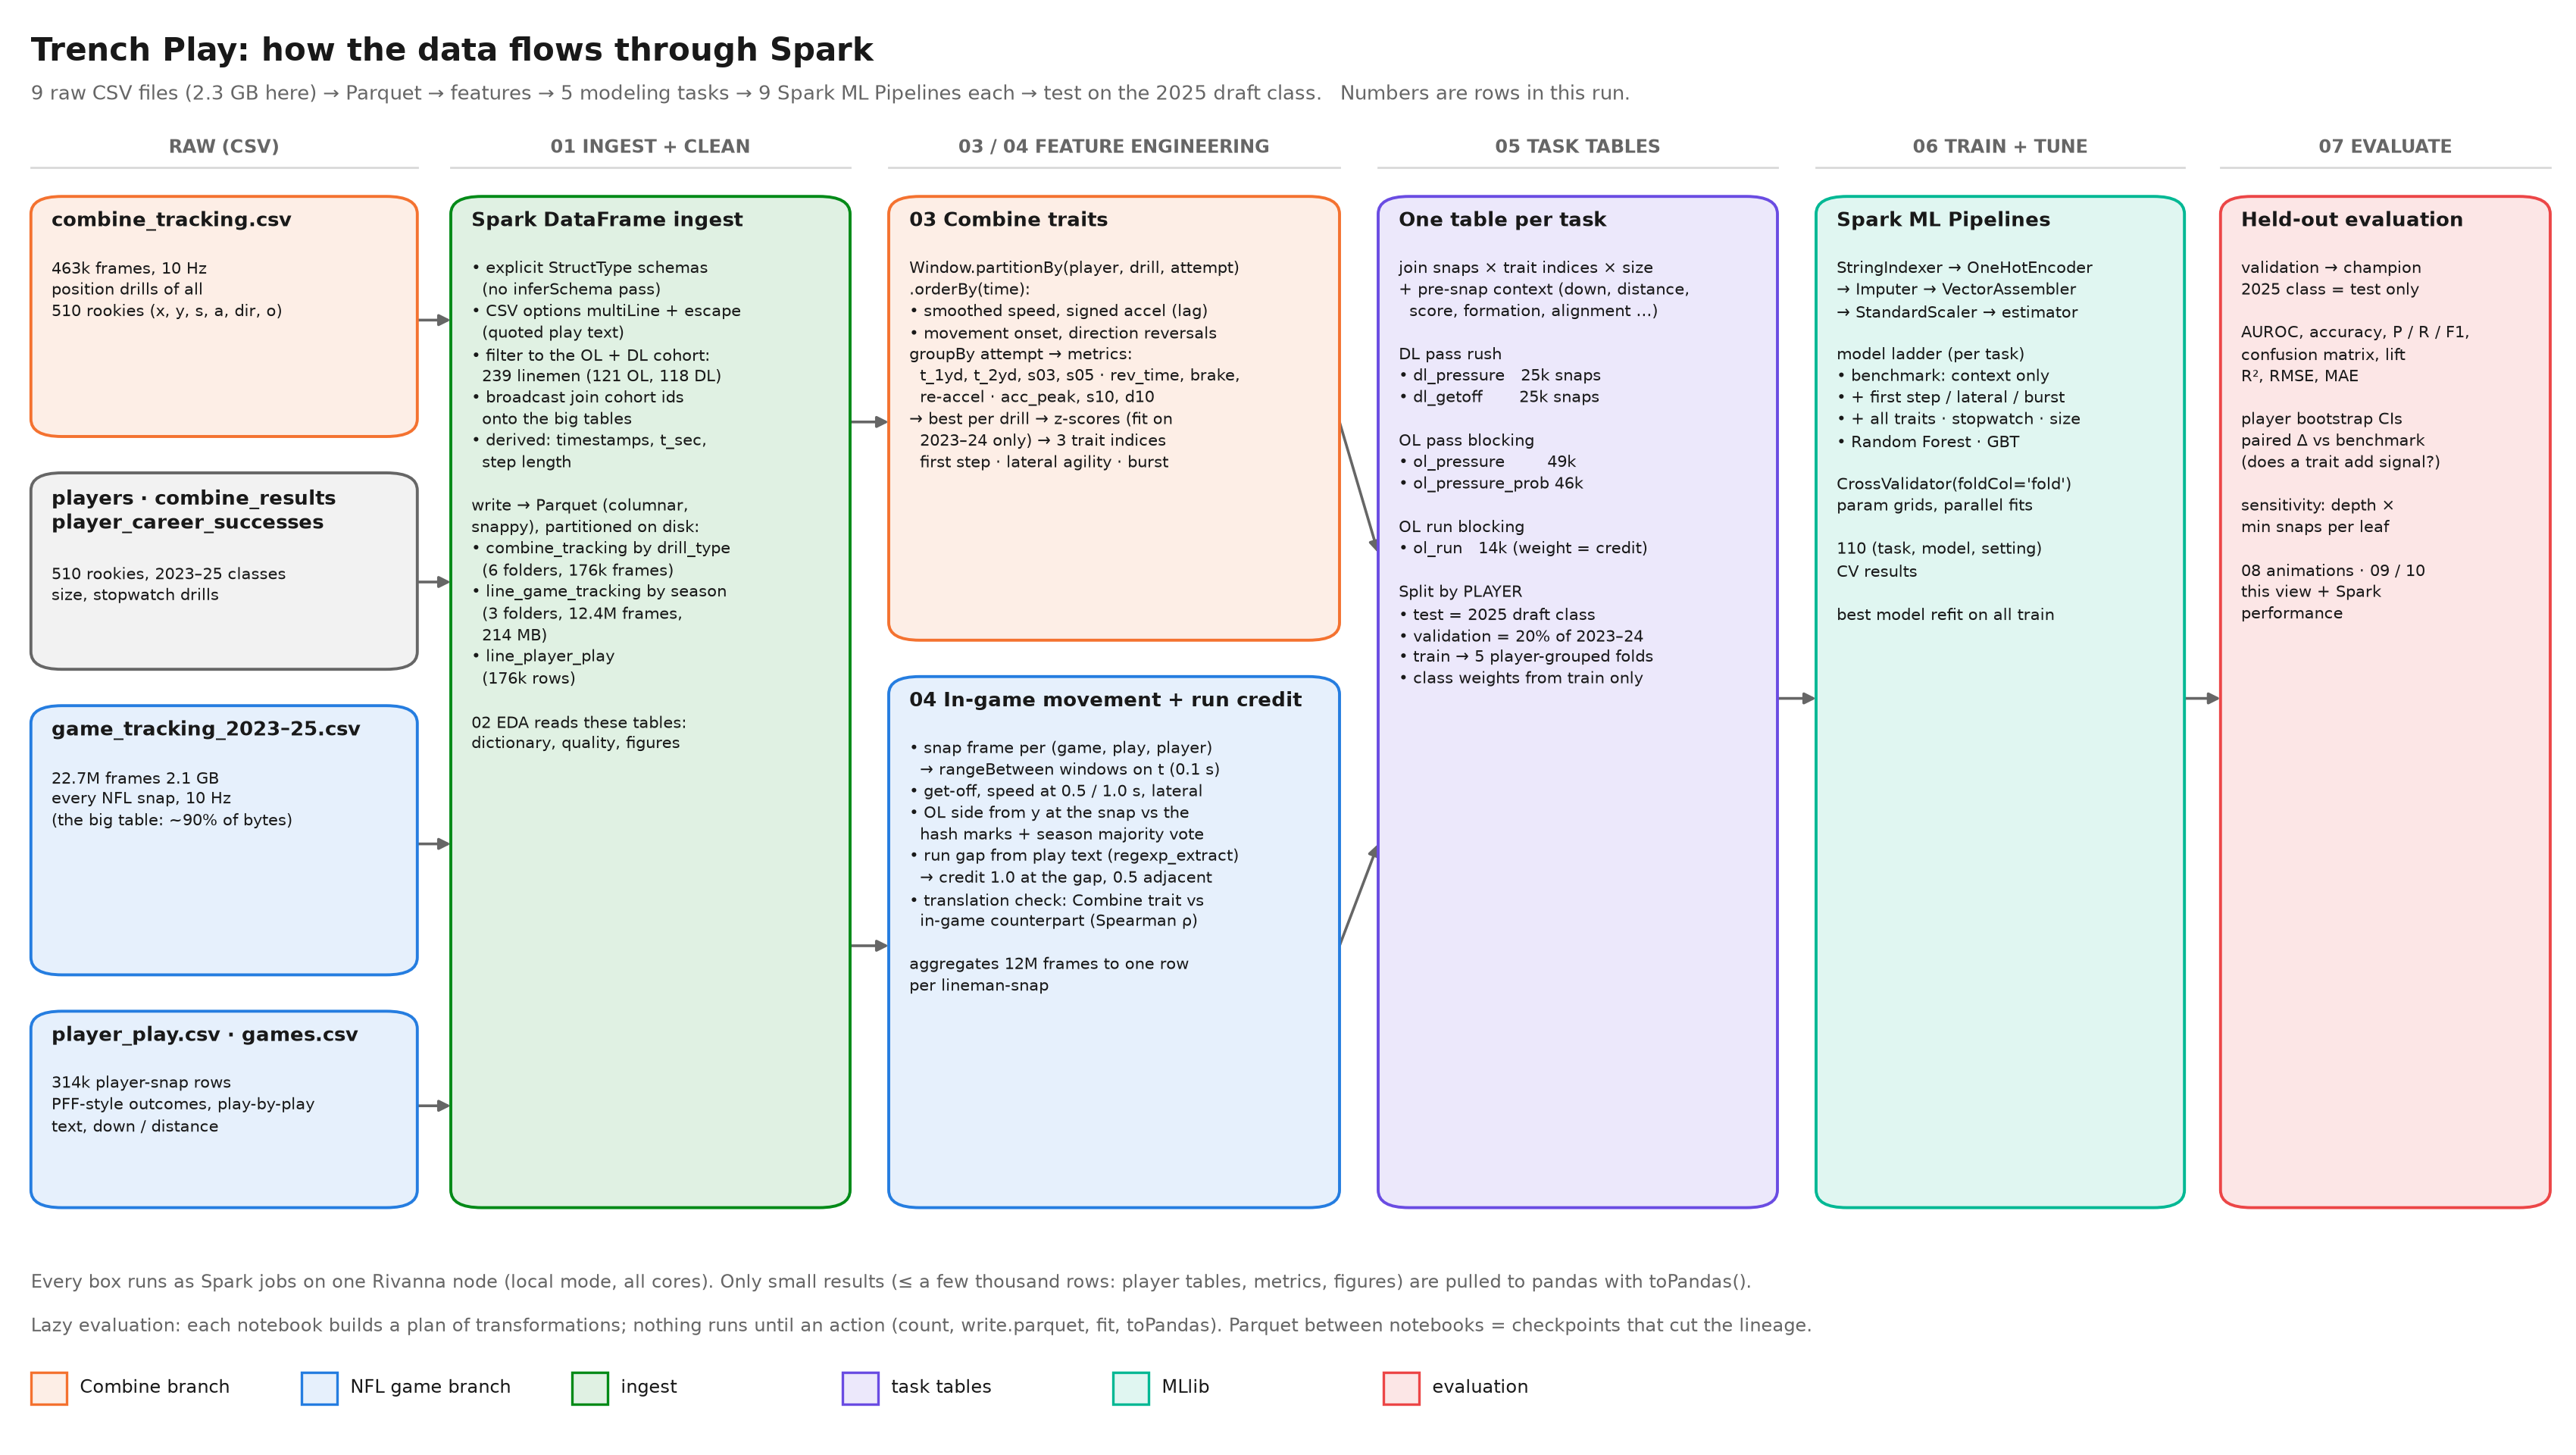 Trench Play: how the data flows through Spark
9 raw CSV files (2.3 GB here) → Parquet → features → 5 modeling tasks → 9 Spark ML Pipelines each → test on the 2025 draft class.   Numbers are rows in this run.
RAW (CSV)
combine_tracking.csv
463k frames, 10 Hz
position drills of all
510 rookies (x, y, s, a, dir, o)
players · combine_results
player_career_successes
510 rookies, 2023–25 classes
size, stopwatch drills
game_tracking_2023–25.csv
22.7M frames 2.1 GB
every NFL snap, 10 Hz
(the big table: ~90% of bytes)
player_play.csv · games.csv
314k player-snap rows
PFF-style outcomes, play-by-play
text, down / distance
01 INGEST + CLEAN
Spark DataFrame ingest
• explicit StructType schemas
(no inferSchema pass)
• CSV options multiLine + escape
(quoted play text)
• filter to the OL + DL cohort:
239 linemen (121 OL, 118 DL)
• broadcast join cohort ids
onto the big tables
• derived: timestamps, t_sec,
step length
write → Parquet (columnar,
snappy), partitioned on disk:
• combine_tracking by drill_type
(6 folders, 176k frames)
• line_game_tracking by season
(3 folders, 12.4M frames,
214 MB)
• line_player_play
(176k rows)
02 EDA reads these tables:
dictionary, quality, figures
03 / 04 FEATURE ENGINEERING
03 Combine traits
Window.partitionBy(player, drill, attempt)
.orderBy(time):
• smoothed speed, signed accel (lag)
• movement onset, direction reversals
groupBy attempt → metrics:
t_1yd, t_2yd, s03, s05 · rev_time, brake,
re-accel · acc_peak, s10, d10
→ best per drill → z-scores (fit on
2023–24 only) → 3 trait indices
first step · lateral agility · burst
04 In-game movement + run credit
• snap frame per (game, play, player)
→ rangeBetween windows on t (0.1 s)
• get-off, speed at 0.5 / 1.0 s, lateral
• OL side from y at the snap vs the
hash marks + season majority vote
• run gap from play text (regexp_extract)
→ credit 1.0 at the gap, 0.5 adjacent
• translation check: Combine trait vs
in-game counterpart (Spearman ρ)
aggregates 12M frames to one row
per lineman-snap
05 TASK TABLES
One table per task
join snaps × trait indices × size
+ pre-snap context (down, distance,
score, formation, alignment …)
DL pass rush
• dl_pressure   25k snaps
• dl_getoff       25k snaps
OL pass blocking
• ol_pressure        49k
• ol_pressure_prob 46k
OL run blocking
• ol_run   14k (weight = credit)
Split by PLAYER
• test = 2025 draft class
• validation = 20% of 2023–24
• train → 5 player-grouped folds
• class weights from train only
06 TRAIN + TUNE
Spark ML Pipelines
StringIndexer → OneHotEncoder
→ Imputer → VectorAssembler
→ StandardScaler → estimator
model ladder (per task)
• benchmark: context only
• + first step / lateral / burst
• + all traits · stopwatch · size
• Random Forest · GBT
CrossValidator(foldCol='fold')
param grids, parallel fits
110 (task, model, setting)
CV results
best model refit on all train
07 EVALUATE
Held-out evaluation
validation → champion
2025 class = test only
AUROC, accuracy, P / R / F1,
confusion matrix, lift
R², RMSE, MAE
player bootstrap CIs
paired Δ vs benchmark
(does a trait add signal?)
sensitivity: depth ×
min snaps per leaf
08 animations · 09 / 10
this view + Spark
performance
Every box runs as Spark jobs on one Rivanna node (local mode, all cores). Only small results (≤ a few thousand rows: player tables, metrics, figures) are pulled to pandas with toPandas().
Lazy evaluation: each notebook builds a plan of transformations; nothing runs until an action (count, write.parquet, fit, toPandas). Parquet between notebooks = checkpoints that cut the lineage.
Combine branch
NFL game branch
ingest
task tables
MLlib
evaluation